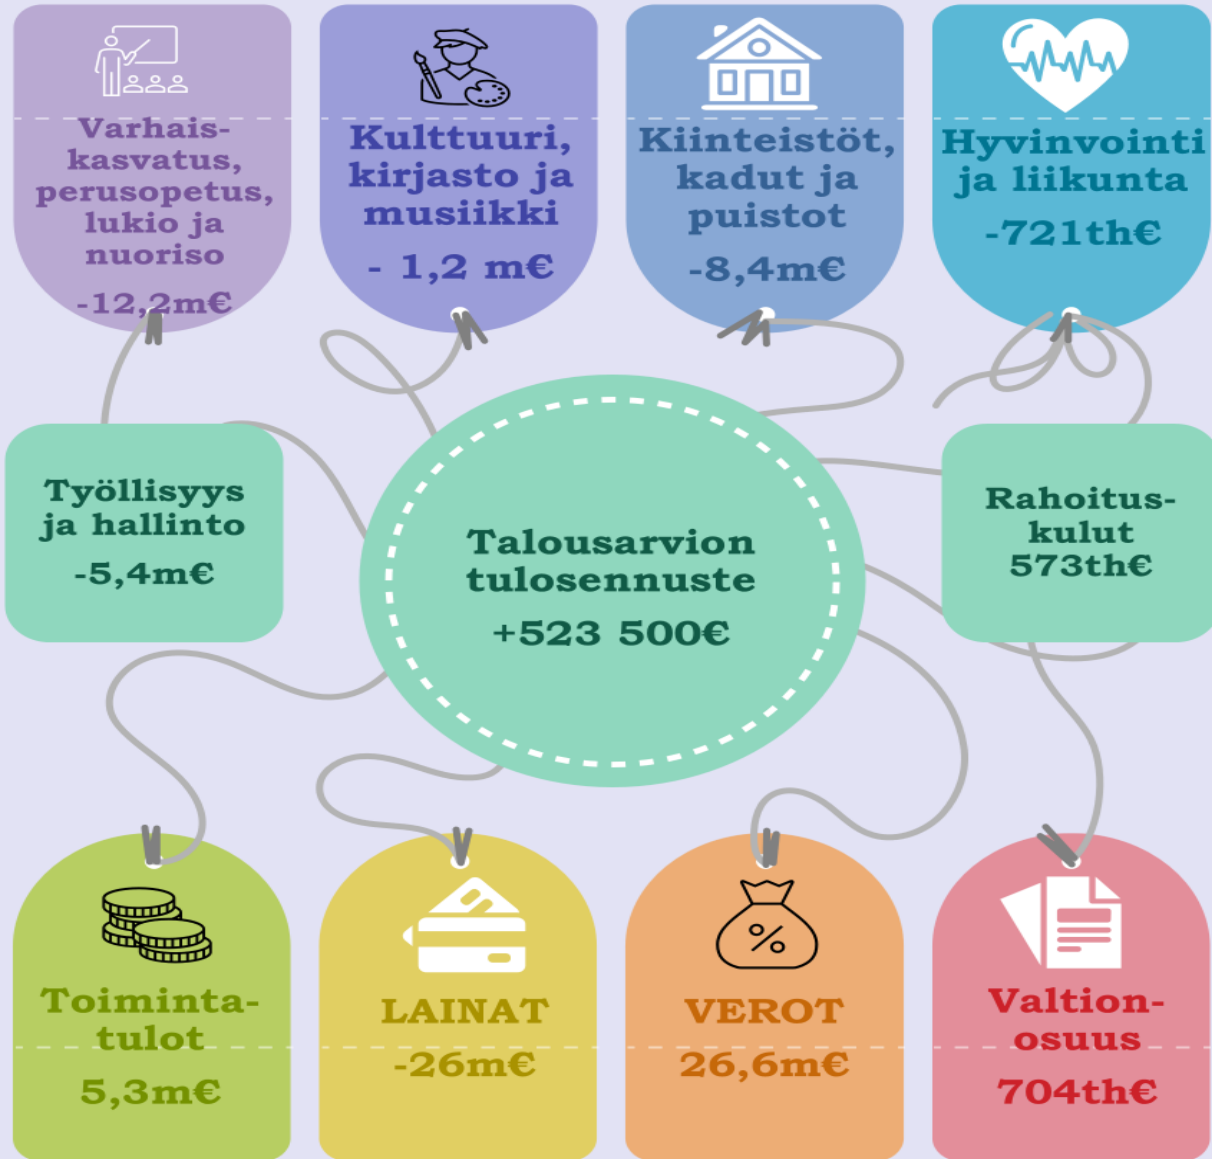 Varhais-
kasvatus,
perusopetus,
lukio ja
nuoriso
-12,2m€
Kulttuuri,
kirjasto ja
musiikki
- 1,2 m€
Kiinteistöt,
kadut ja
puistot
-8,4m€
Hyvinvointi
ja liikunta
-721th€
Työllisyys
ja hallinto
-5,4m€
Talousarvion
tulosennuste
+523 500€
Rahoitus-
kulut
573th€
Toiminta-
tulot
5,3m€
LAINAT
-26m€
VEROT
26,6m€
Valtion-
osuus
704th€